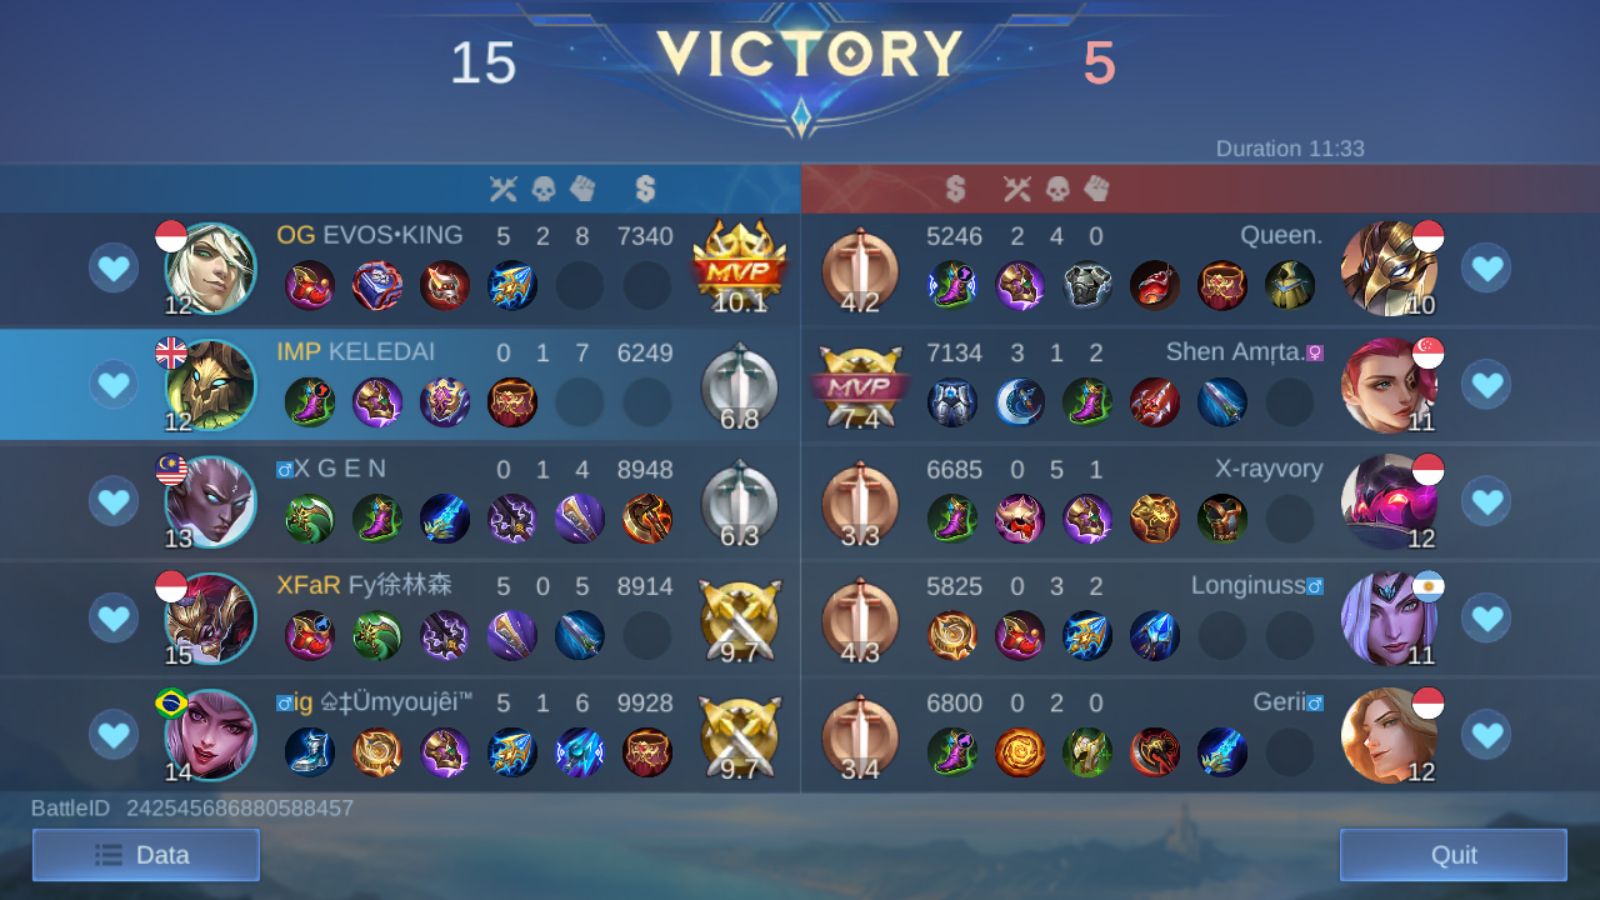 15 VICTORY 5
Duration 11:33
OG EVOS•KING 5 2 8 7340 MVP 10.1 12
4.2 5246 2 4 0 Queen. 10
IMP KELEDAI 0 1 7 6249 6.8 12
MVP 7.4 7134 3 1 2 Shen Amṛta.♀ 11
♂X G E N 0 1 4 8948 6.3 13
3.3 6685 0 5 1 X-rayvory 12
XFaR Fy徐林森 5 0 5 8914 9.7 15
4.3 5825 0 3 2 Longinuss♂ 11
♂ig ♤‡Ümyoujêi™ 5 1 6 9928 9.7 14
3.4 6800 0 2 0 Gerii♂ 12
BattleID 242545686880588457
Data
Quit